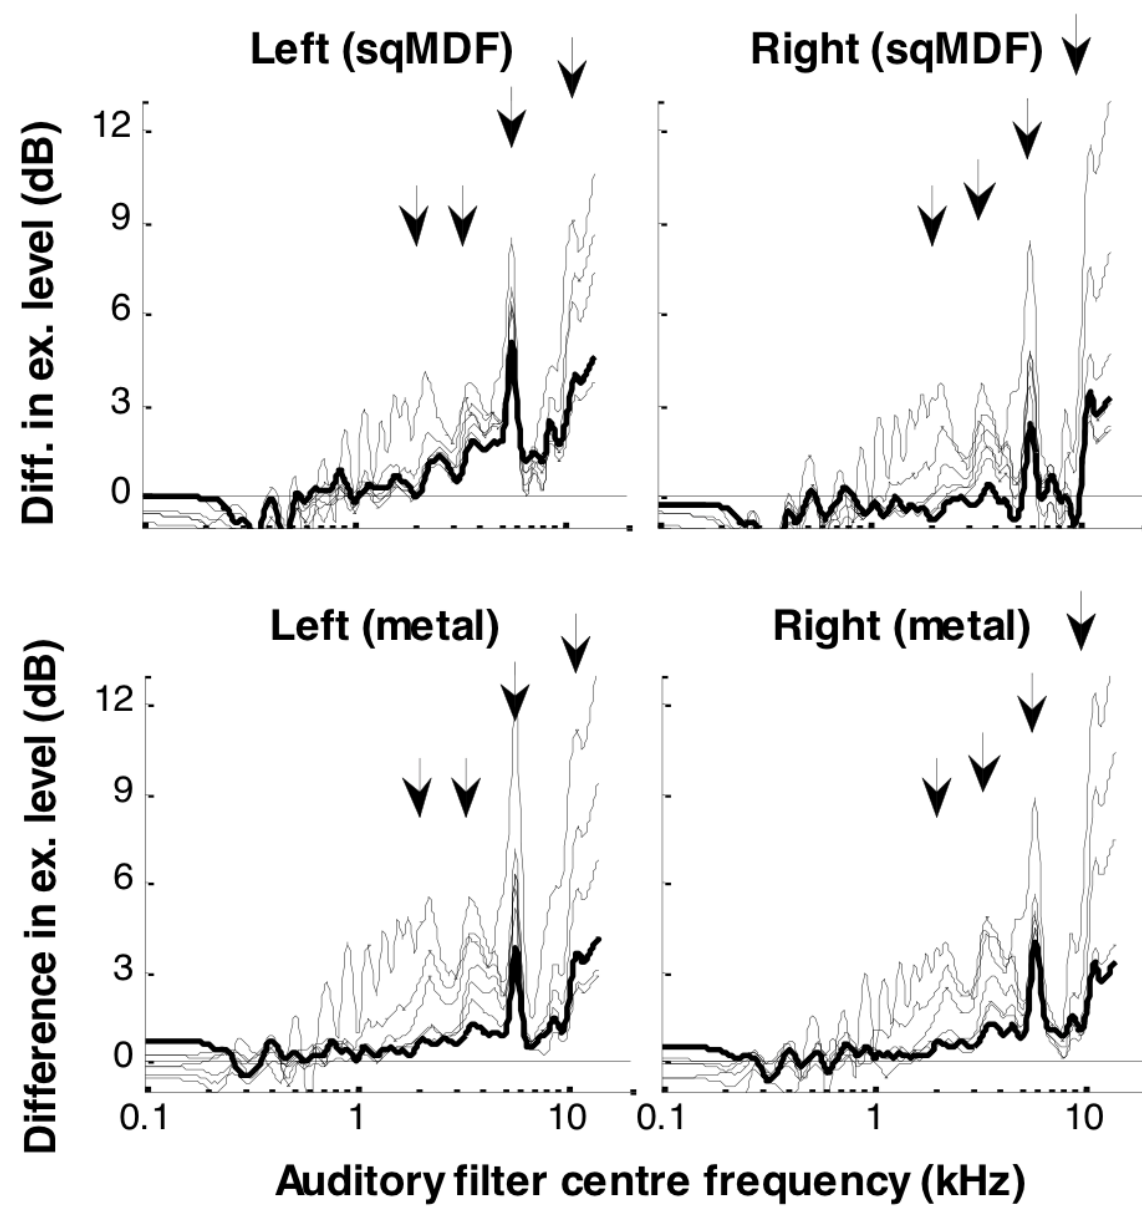 Left (sqMDF)
Right (sqMDF)
Diff. in ex. level (dB)
12
9
6
3
0
Left (metal)
Right (metal)
Difference in ex. level (dB)
12
9
6
3
0
0.1
1
10
0.1
1
10
Auditory filter centre frequency (kHz)